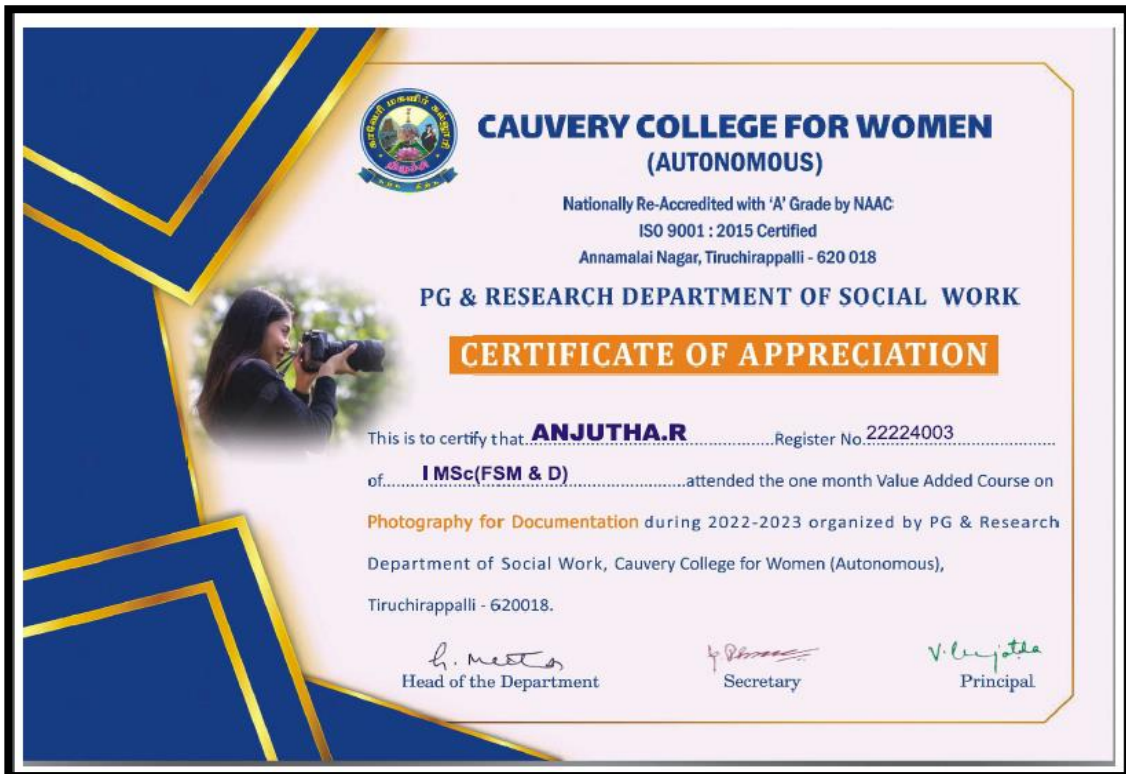 காவேரி மகளிர் கல்லூரி
திருச்சி
CAUVERY COLLEGE FOR WOMEN
(AUTONOMOUS)
Nationally Re-Accredited with ‘A’ Grade by NAAC
ISO 9001 : 2015 Certified
Annamalai Nagar, Tiruchirappalli - 620 018
PG & RESEARCH DEPARTMENT OF SOCIAL WORK
CERTIFICATE OF APPRECIATION
This is to certify that ANJUTHA.R Register No 22224003
of I MSc(FSM & D) attended the one month Value Added Course on
Photography for Documentation during 2022-2023 organized by PG & Research
Department of Social Work, Cauvery College for Women (Autonomous),
Tiruchirappalli - 620018.
G. Meeta
Head of the Department Secretary Principal